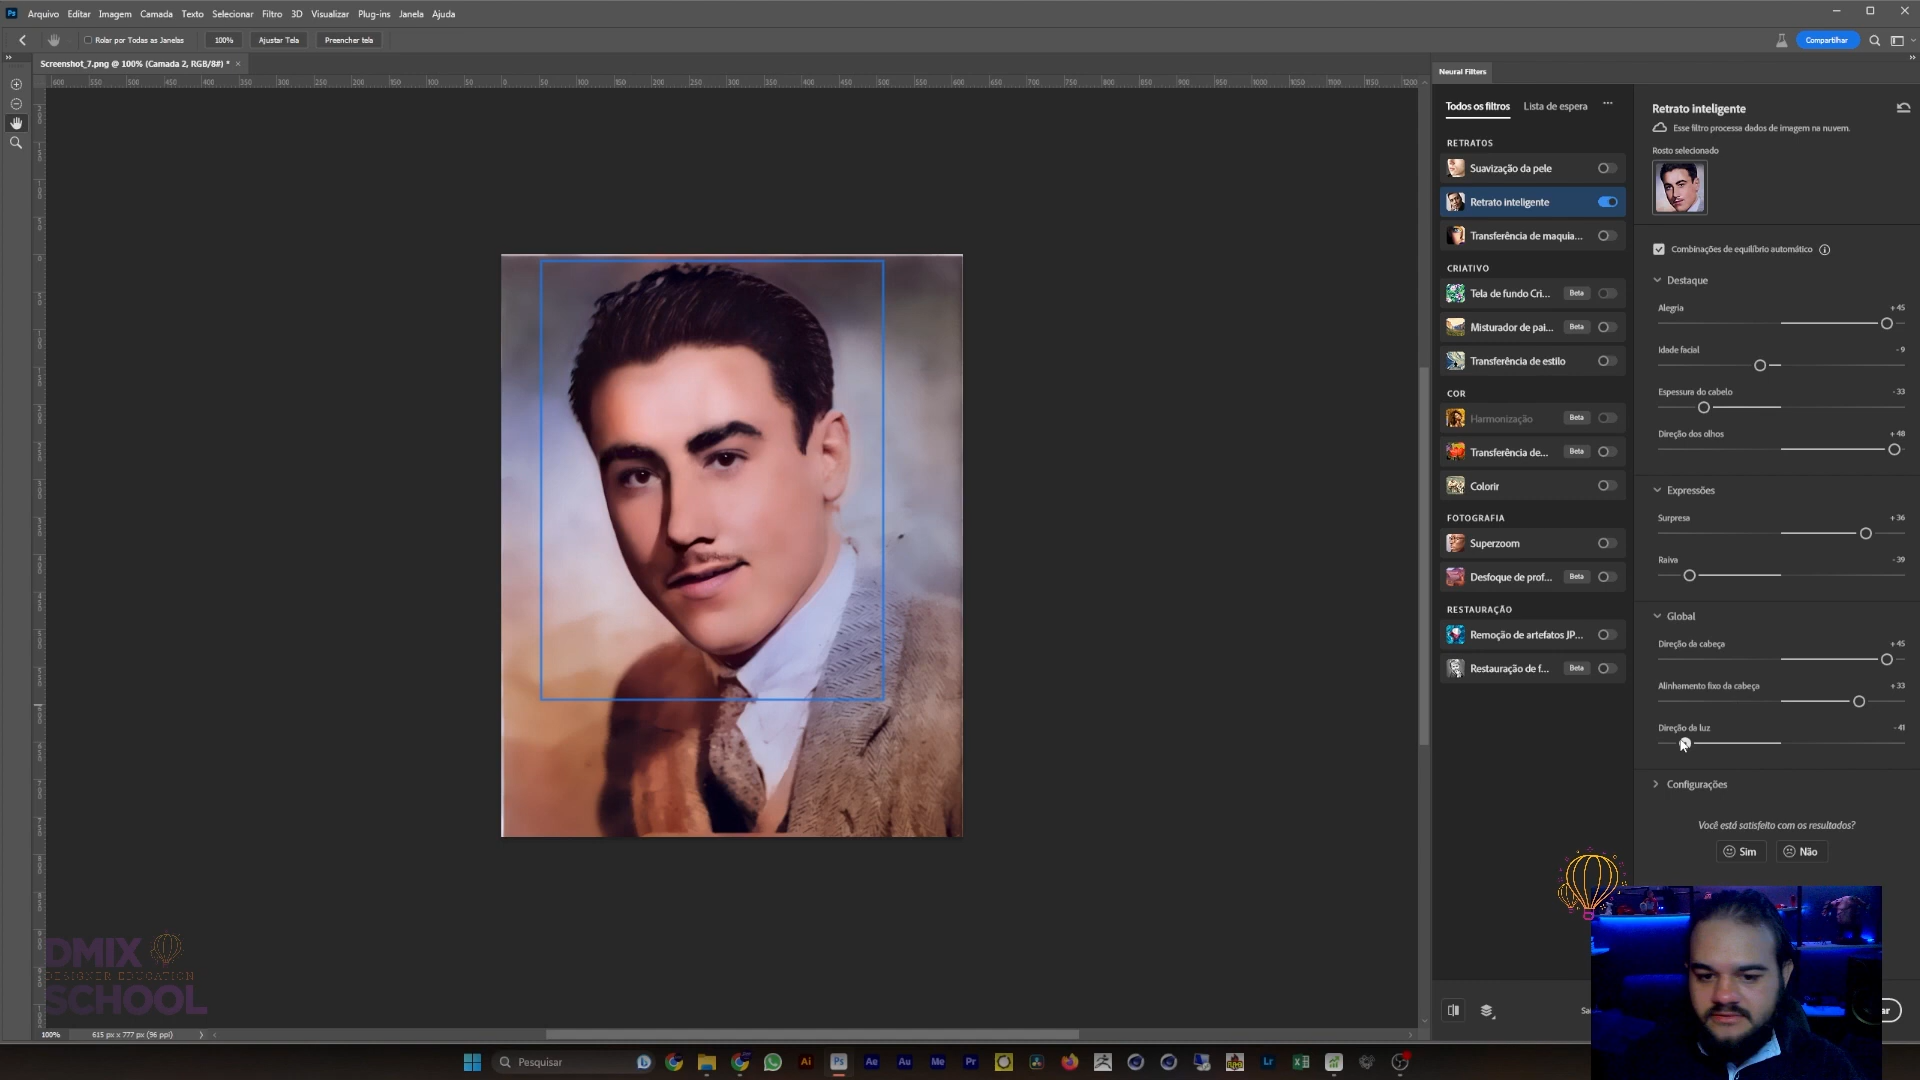 Arquivo Editar Imagem Camada Texto Selecionar Filtro 3D Visualizar Plug-ins Janela Ajuda
Rolar por Todas as Janelas 100% Ajustar Tela Preencher tela Compartilhar
Screenshot_7.png @ 100% (Camada 2, RGB/8#) * ×
Neural Filters
Todos os filtros Lista de espera ...
RETRATOS
Suavização da pele
Retrato inteligente
Transferência de maquia...
CRIATIVO
Tela de fundo Cri... Beta
Misturador de pai... Beta
Transferência de estilo
COR
Harmonização Beta
Transferência de... Beta
Colorir
FOTOGRAFIA
Superzoom
Desfoque de prof... Beta
RESTAURAÇÃO
Remoção de artefatos JP...
Restauração de f... Beta
Retrato inteligente
Esse filtro processa dados de imagem na nuvem.
Rosto selecionado
Combinações de equilíbrio automático
Destaque
Alegria +45
Idade facial -9
Espessura do cabelo -33
Direção dos olhos +48
Expressões
Surpresa +36
Raiva -39
Global
Direção da cabeça +45
Alinhamento fixo da cabeça +33
Direção da luz -41
Configurações
Você está satisfeito com os resultados?
Sim Não
DMIX
DESIGNER EDUCATION
SCHOOL
100% 615 px x 777 px (96 ppi)
Pesquisar